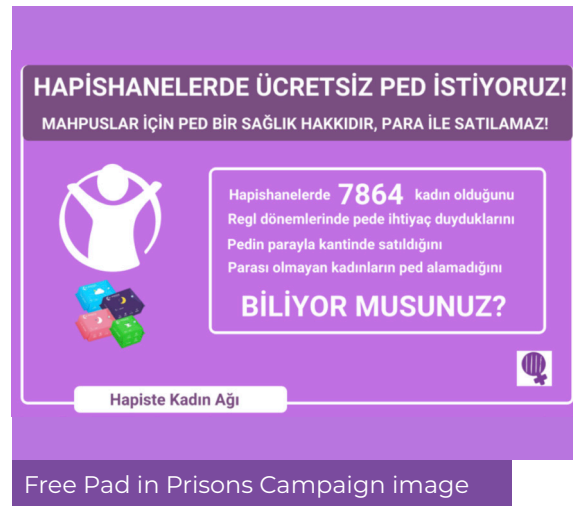 HAPİSHANELERDE ÜCRETSİZ PED İSTİYORUZ!
MAHPUSLAR İÇİN PED BİR SAĞLIK HAKKIDIR, PARA İLE SATILAMAZ!
Hapishanelerde 7864 kadın olduğunu
Regl dönemlerinde pede ihtiyaç duyduklarını
Pedin parayla kantinde satıldığını
Parası olmayan kadınların ped alamadığını
BİLİYOR MUSUNUZ?
Hapiste Kadın Ağı
Free Pad in Prisons Campaign image